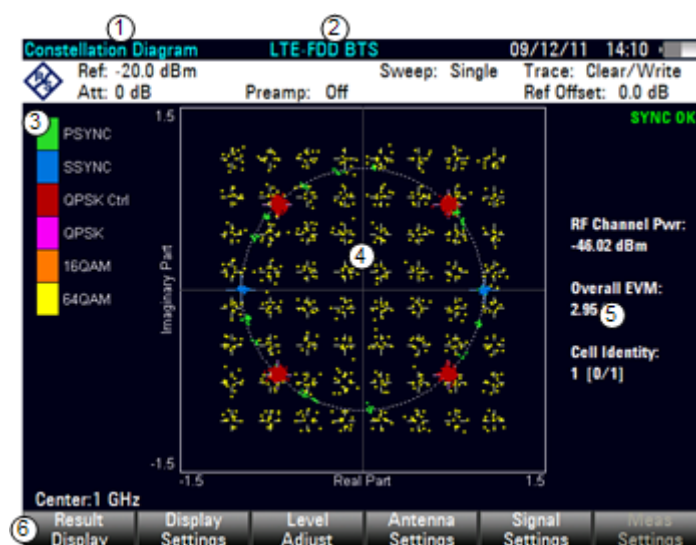 1 2
Constellation Diagram LTE-FDD BTS 09/12/11 14:10
Ref: -20.0 dBm Sweep: Single Trace: Clear/Write
Att: 0 dB Preamp: Off Ref Offset: 0.0 dB
3 1.5 SYNC OK
PSYNC
SSYNC
QPSK Ctrl
QPSK
16QAM
64QAM
Imaginary Part
4
RF Channel Pwr:
-46.02 dBm
Overall EVM:
2.95 5
Cell Identity:
1 [0/1]
-1.5
-1.5 Real Part 1.5
Center:1 GHz
6 Result Display Level Antenna Signal Meas
Display Settings Adjust Settings Settings Settings